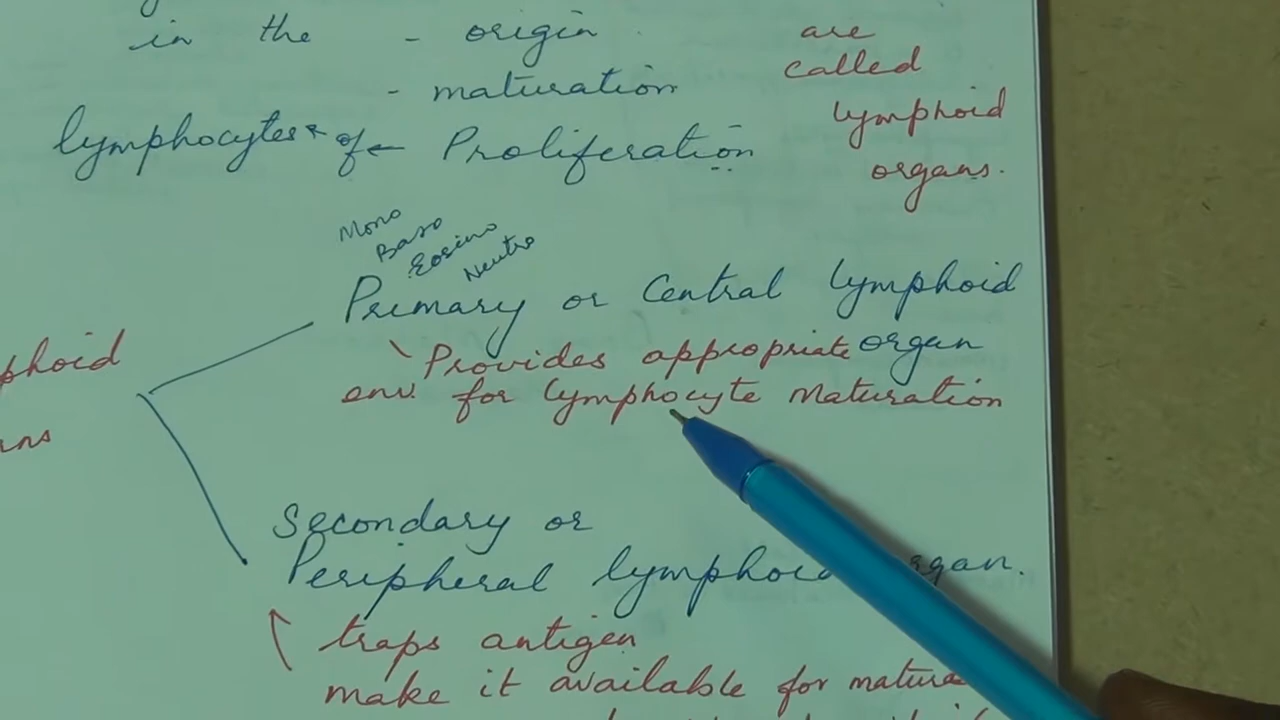 in the - origin are
- maturation called
lymphocytes of ← Proliferation lymphoid
organs.
Mono
Baso
Eosino
Neutro
Primary or Central lymphoid
organ
Provides appropriate
env. for lymphocyte maturation
phoid
ns
Secondary or
Peripheral lymphoid organ.
traps antigen
make it available for mature